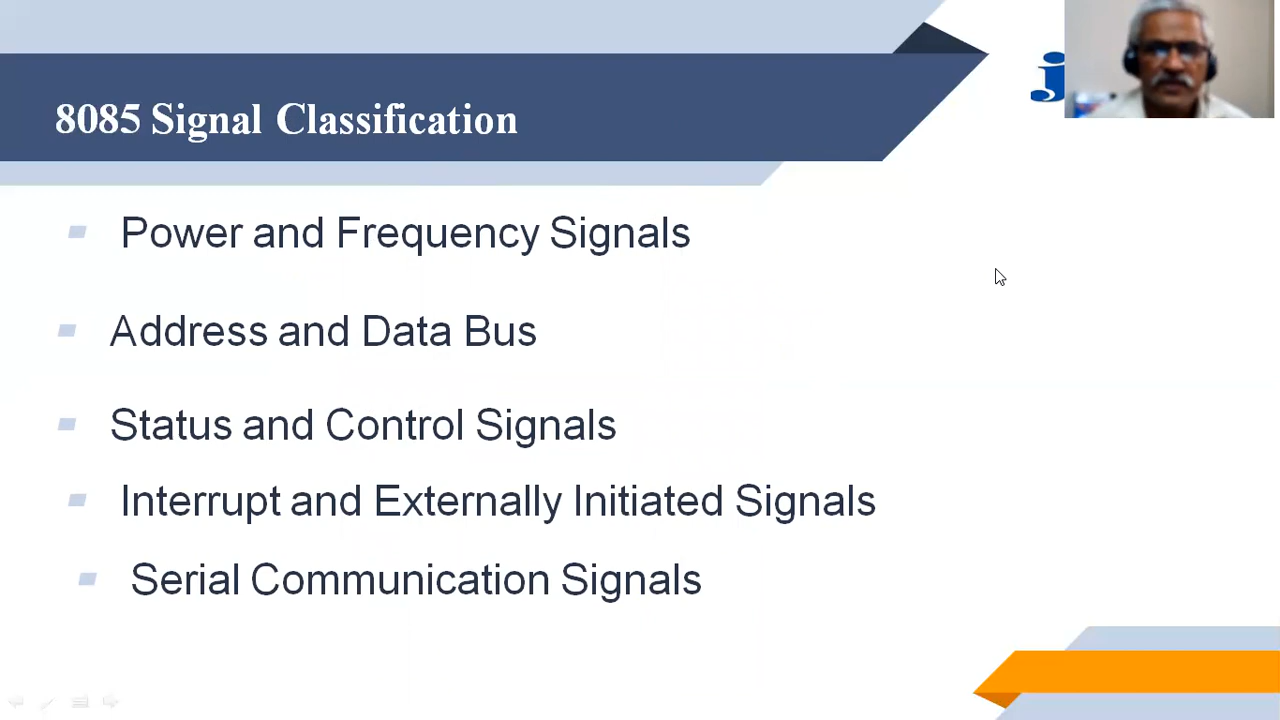 8085 Signal Classification
Power and Frequency Signals
Address and Data Bus
Status and Control Signals
Interrupt and Externally Initiated Signals
Serial Communication Signals